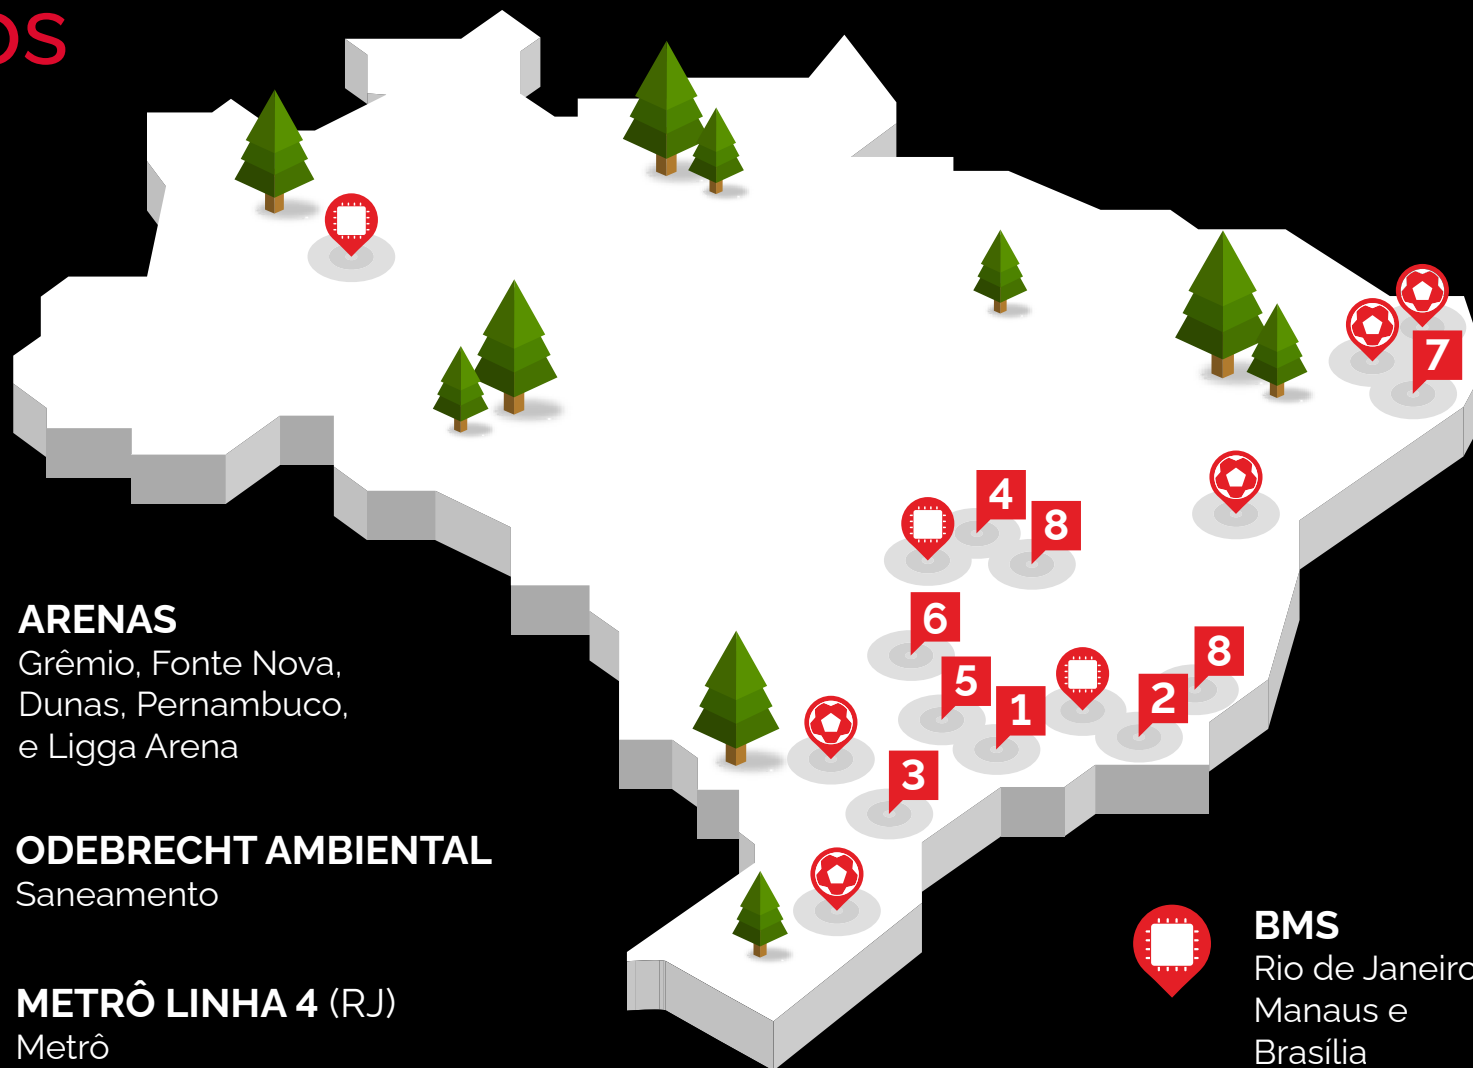 OS
7
4
8
6
8
5
2
1
3
ARENAS
Grêmio, Fonte Nova,
Dunas, Pernambuco,
e Ligga Arena
ODEBRECHT AMBIENTAL
Saneamento
METRÔ LINHA 4 (RJ)
Metrô
BMS
Rio de Janeiro
Manaus e
Brasília